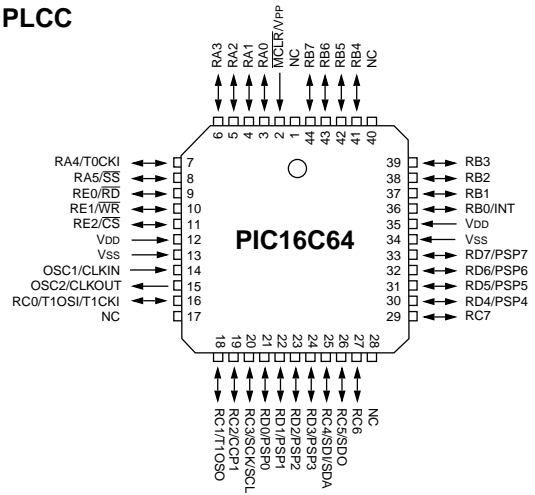 PLCC
RA3
RA2
RA1
RA0
MCLR/VPP
NC
RB7
RB6
RB5
RB4
NC
6
5
4
3
2
1
44
43
42
41
40
RA4/T0CKI 7
RA5/SS 8
RE0/RD 9
RE1/WR 10
RE2/CS 11
VDD 12
VSS 13
OSC1/CLKIN 14
OSC2/CLKOUT 15
RC0/T1OSI/T1CKI 16
NC 17
PIC16C64
39 RB3
38 RB2
37 RB1
36 RB0/INT
35 VDD
34 VSS
33 RD7/PSP7
32 RD6/PSP6
31 RD5/PSP5
30 RD4/PSP4
29 RC7
18
19
20
21
22
23
24
25
26
27
28
RC1/T1OSO
RC2/CCP1
RC3/SCK/SCL
RD0/PSP0
RD1/PSP1
RD2/PSP2
RD3/PSP3
RC4/SDI/SDA
RC5/SDO
RC6
NC